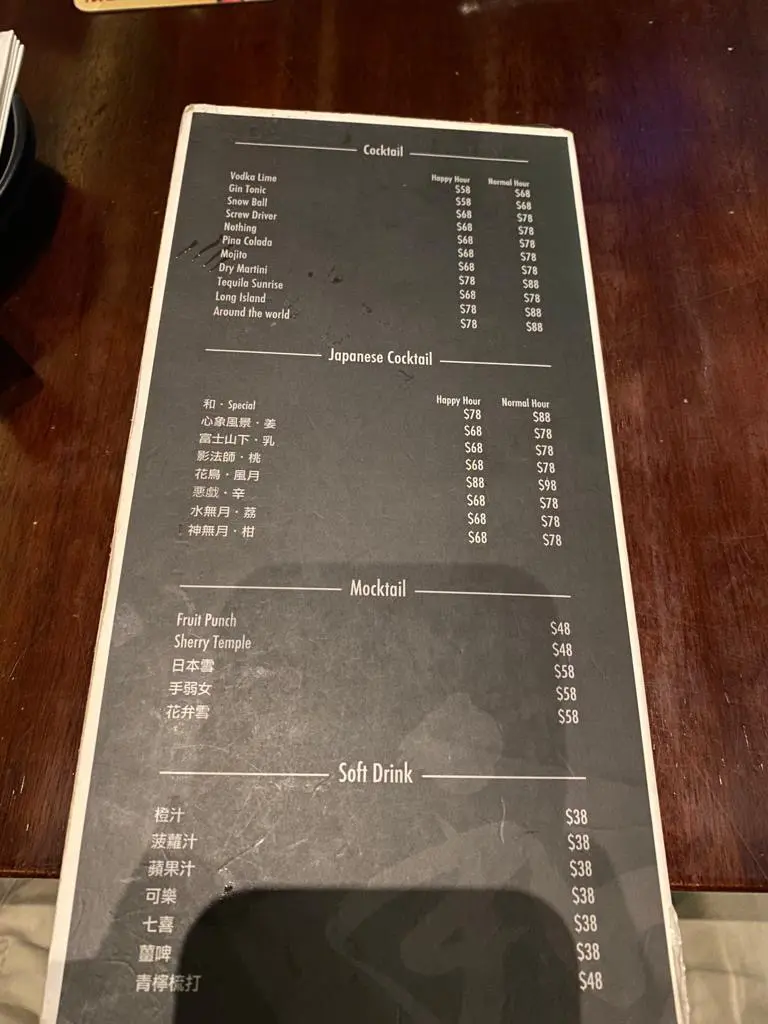 Cocktail
Happy Hour Normal Hour
Vodka Lime $58 $68
Gin Tonic $58 $68
Snow Ball $68 $78
Screw Driver $68 $78
Nothing $68 $78
Pina Colada $68 $78
Mojito $68 $78
Dry Martini $78 $88
Tequila Sunrise $68 $78
Long Island $78 $88
Around the world $78 $88
Japanese Cocktail
Happy Hour Normal Hour
和・Special $78 $88
心象風景・姜 $68 $78
富士山下・乳 $68 $78
影法師・桃 $68 $78
花鳥・風月 $88 $98
悪戯・辛 $68 $78
水無月・荔 $68 $78
神無月・柑 $68 $78
Mocktail
Fruit Punch $48
Sherry Temple $48
日本雪 $58
手弱女 $58
花弁雪 $58
Soft Drink
橙汁 $38
菠蘿汁 $38
蘋果汁 $38
可樂 $38
七喜 $38
薑啤 $38
青檸梳打 $48